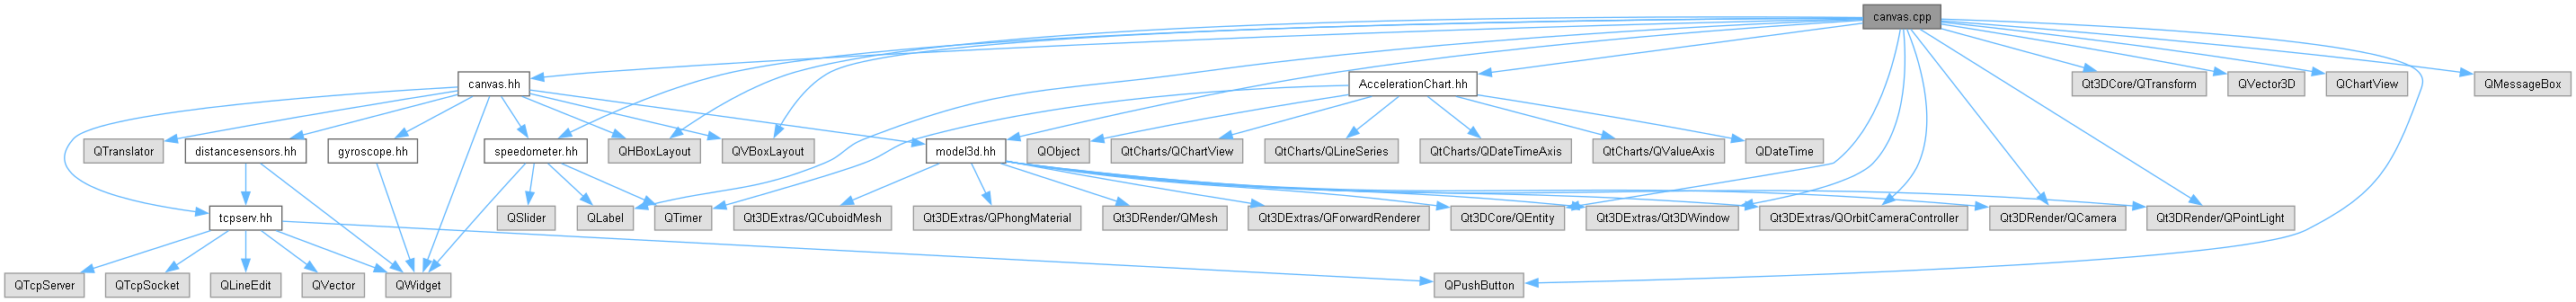 canvas.cpp
canvas.hh
AccelerationChart.hh
Qt3DCore/QTransform
QVector3D
QChartView
QMessageBox
QTranslator
distancesensors.hh
gyroscope.hh
speedometer.hh
QHBoxLayout
QVBoxLayout
model3d.hh
QObject
QtCharts/QChartView
QtCharts/QLineSeries
QtCharts/QDateTimeAxis
QtCharts/QValueAxis
QDateTime
tcpserv.hh
QSlider
QLabel
QTimer
Qt3DExtras/QCuboidMesh
Qt3DExtras/QPhongMaterial
Qt3DRender/QMesh
Qt3DExtras/QForwardRenderer
Qt3DCore/QEntity
Qt3DExtras/Qt3DWindow
Qt3DExtras/QOrbitCameraController
Qt3DRender/QCamera
Qt3DRender/QPointLight
QTcpServer
QTcpSocket
QLineEdit
QVector
QWidget
QPushButton